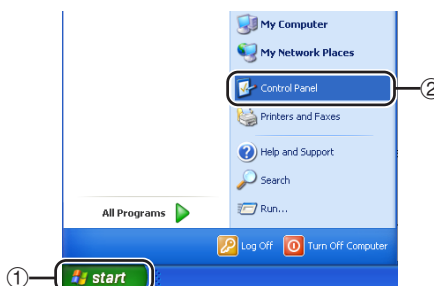 My Computer
My Network Places
Control Panel
②
Printers and Faxes
Help and Support
Search
All Programs
Run...
Log Off Turn Off Computer
① start